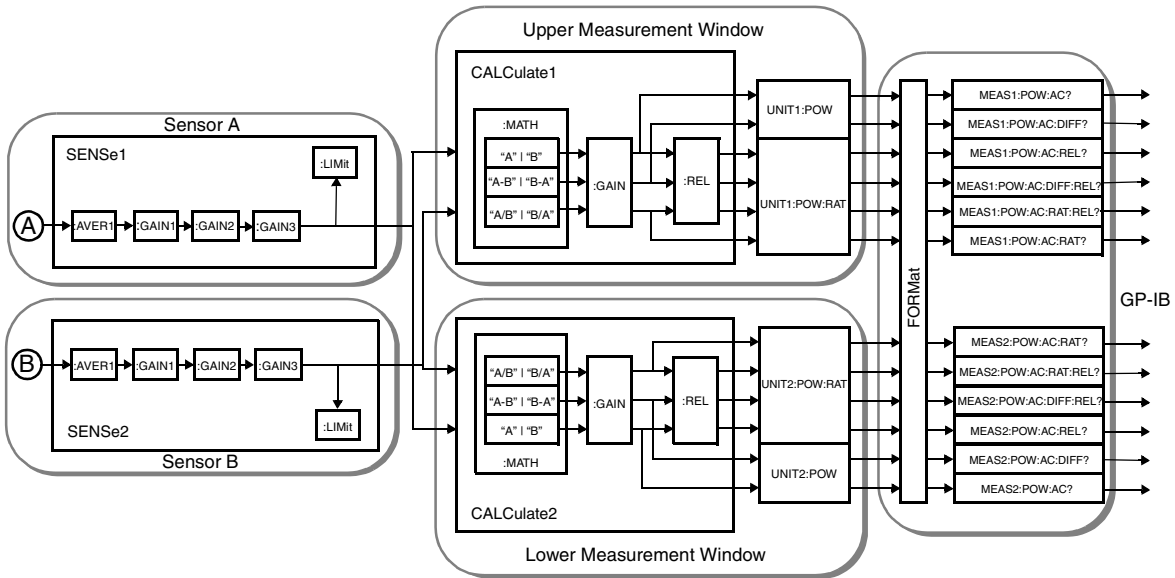 Sensor A
SENSe1
:LIMit
A
:AVER1
:GAIN1
:GAIN2
:GAIN3
B
:AVER1
:GAIN1
:GAIN2
:GAIN3
:LIMit
SENSe2
Sensor B
Upper Measurement Window
CALCulate1
:MATH
“A” | “B”
“A-B” | “B-A”
“A/B” | “B/A”
:GAIN
:REL
UNIT1:POW
UNIT1:POW:RAT
CALCulate2
“A/B” | “B/A”
“A-B” | “B-A”
“A” | “B”
:MATH
:GAIN
:REL
UNIT2:POW:RAT
UNIT2:POW
Lower Measurement Window
FORMat
MEAS1:POW:AC?
MEAS1:POW:AC:DIFF?
MEAS1:POW:AC:REL?
MEAS1:POW:AC:DIFF:REL?
MEAS1:POW:AC:RAT:REL?
MEAS1:POW:AC:RAT?
GP-IB
MEAS2:POW:AC:RAT?
MEAS2:POW:AC:RAT:REL?
MEAS2:POW:AC:DIFF:REL?
MEAS2:POW:AC:REL?
MEAS2:POW:AC:DIFF?
MEAS2:POW:AC?